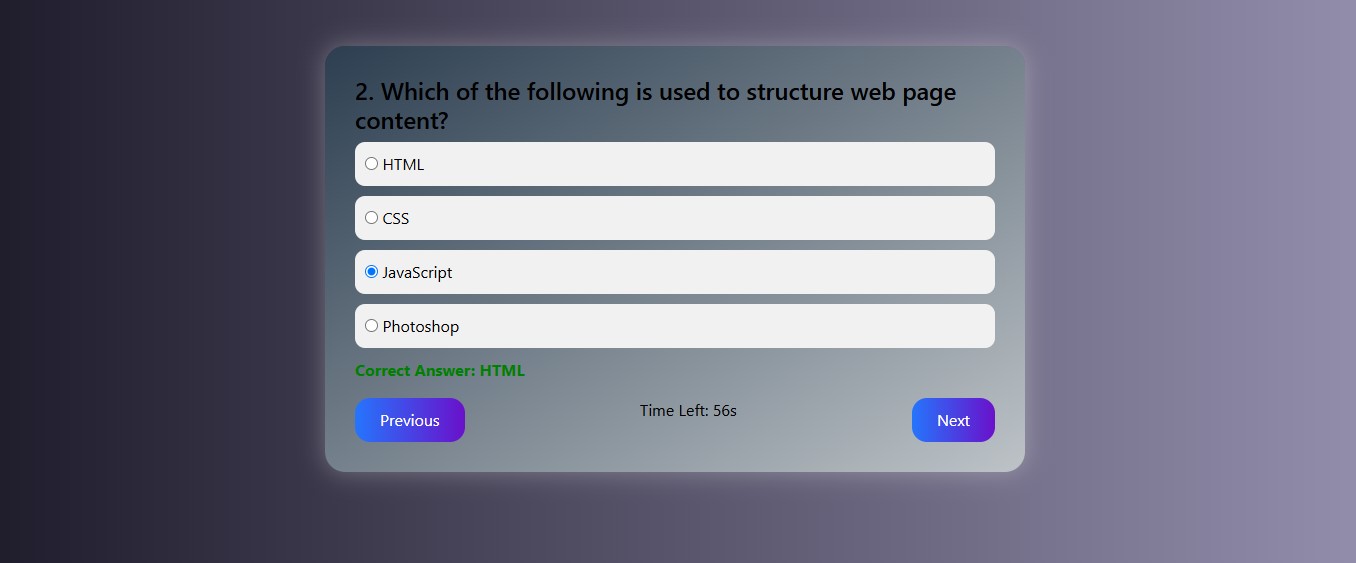 2. Which of the following is used to structure web page
content?
HTML
CSS
JavaScript
Photoshop
Correct Answer: HTML
Previous
Time Left: 56s
Next